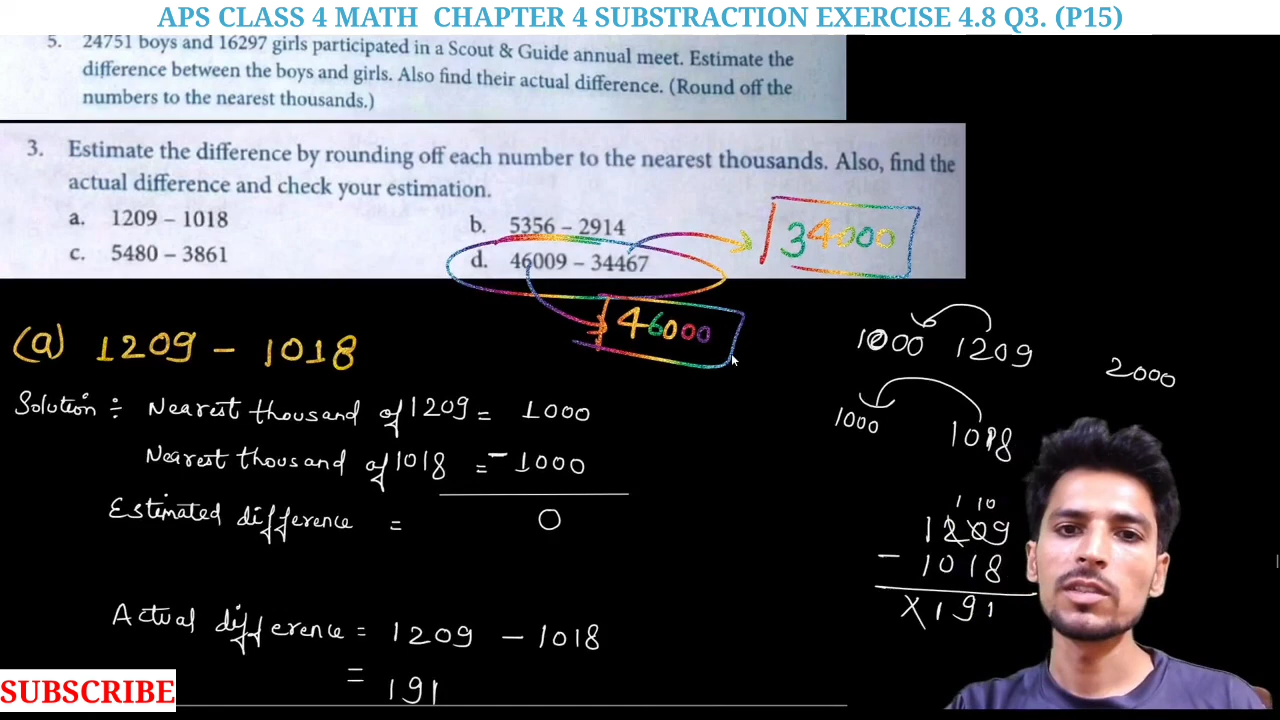 APS CLASS 4 MATH CHAPTER 4 SUBSTRACTION EXERCISE 4.8 Q3. (P15)
5. 24751 boys and 16297 girls participated in a Scout & Guide annual meet. Estimate the
difference between the boys and girls. Also find their actual difference. (Round off the
numbers to the nearest thousands.)
3. Estimate the difference by rounding off each number to the nearest thousands. Also, find the
actual difference and check your estimation.
a. 1209 – 1018
b. 5356 – 2914
34000
c. 5480 – 3861
d. 46009 – 34467
46000
(a) 1209 - 1018
1000 1209
2000
Solution ÷ Nearest thousand of 1209 = 1000
1000 1018
Nearest thousand of 1018 = - 1000
Estimated difference = 0
1 10
1209
- 1018
X191
Actual difference = 1209 - 1018
= 191
SUBSCRIBE